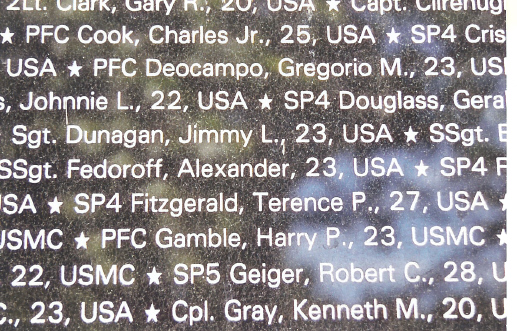 2Lt. Clark, Gary R., 20, USA ★ Capt.
★ PFC Cook, Charles Jr., 25, USA ★ SP4 Cris
USA ★ PFC Deocampo, Gregorio M., 23, US
s, Johnnie L., 22, USA ★ SP4 Douglass, Gera
Sgt. Dunagan, Jimmy L., 23, USA ★ SSgt.
SSgt. Fedoroff, Alexander, 23, USA ★ SP4 F
USA ★ SP4 Fitzgerald, Terence P., 27, USA ★
USMC ★ PFC Gamble, Harry P., 23, USMC ★
22, USMC ★ SP5 Geiger, Robert C., 28, U
C., 23, USA ★ Cpl. Gray, Kenneth M., 20, U